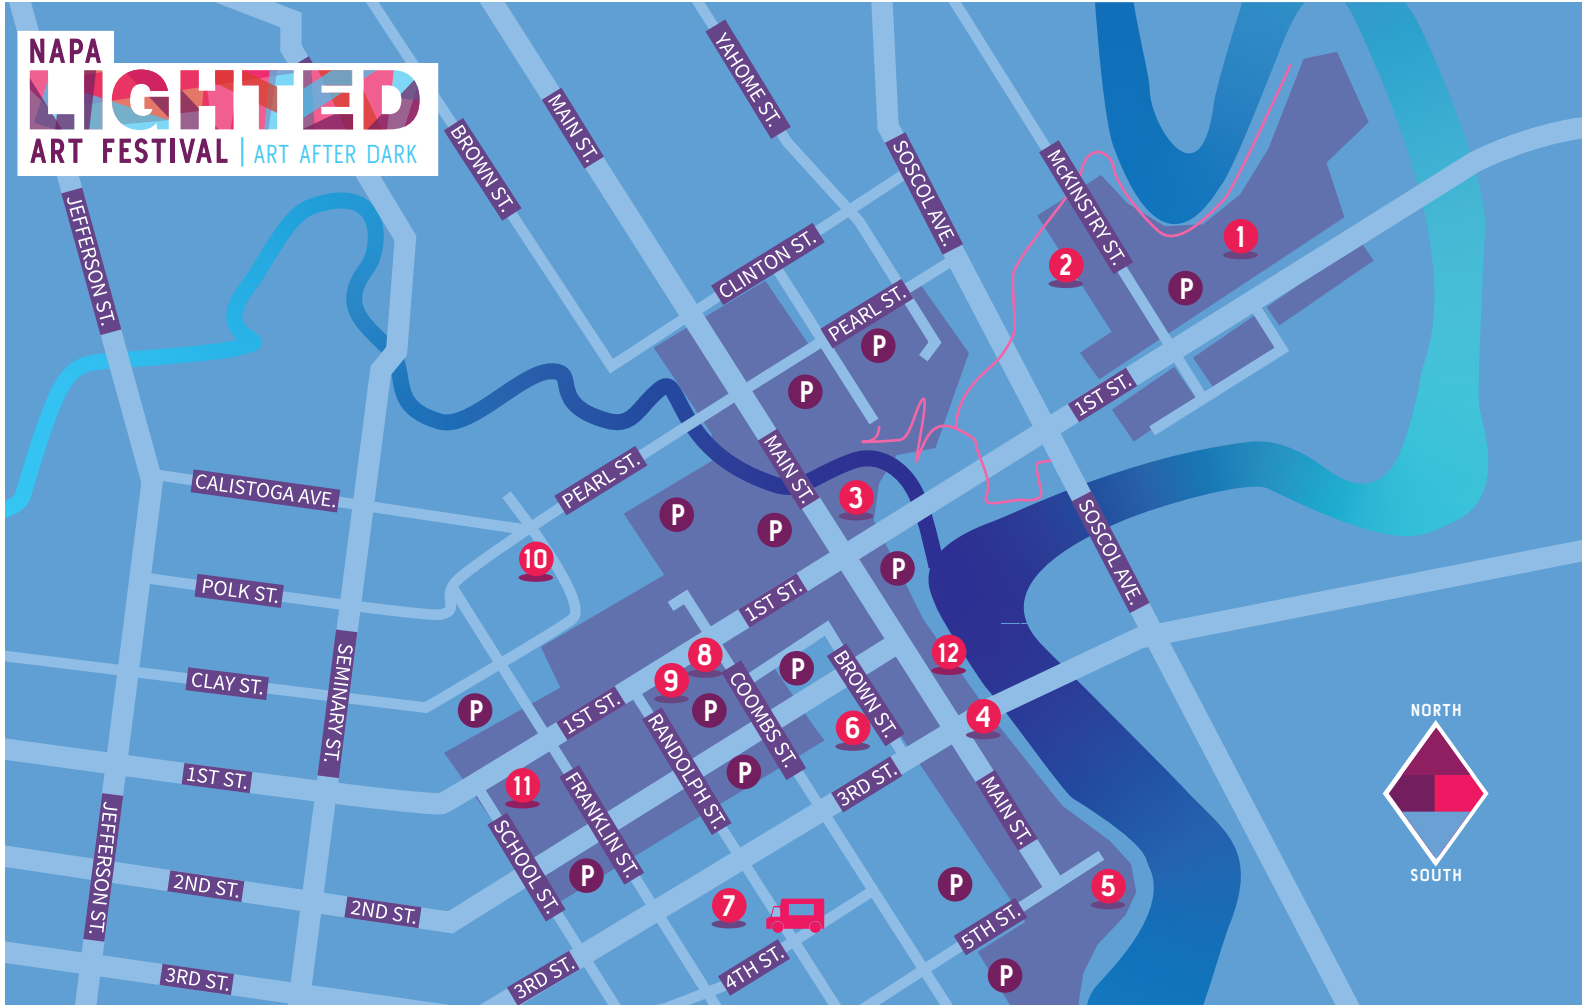 NAPA
LIGHTED
ART FESTIVAL | ART AFTER DARK
YAHOME ST.
MAIN ST.
BROWN ST.
SOSCOL AVE.
McKINSTRY ST.
JEFFERSON ST.
CLINTON ST.
1
2
P
PEARL ST.
P
P
1ST ST.
MAIN ST.
PEARL ST.
CALISTOGA AVE.
3
P
P
SOSCOL AVE.
10
P
POLK ST.
1ST ST.
8
12
P
9
CLAY ST.
SEMINARY ST.
COOMBS ST.
BROWN ST.
P
P
1ST ST.
4
6
NORTH
RANDOLPH ST.
P
3RD ST.
1ST ST.
11
FRANKLIN ST.
MAIN ST.
JEFFERSON ST.
SCHOOL ST.
P
2ND ST.
2ND ST.
P
5
SOUTH
7
5TH ST.
3RD ST.
3RD ST.
4TH ST.
P